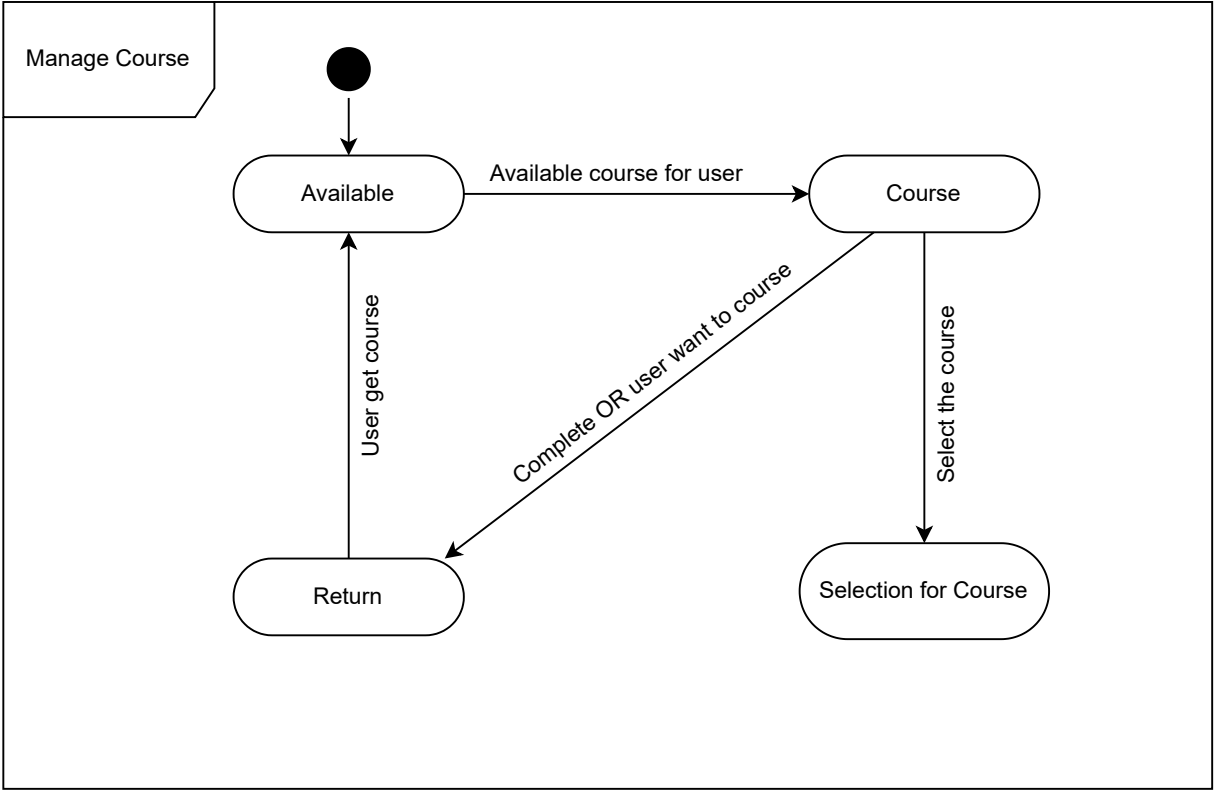 Manage Course
Available course for user
Available
Course
Complete OR user want to course
User get course
Select the course
Return
Selection for Course